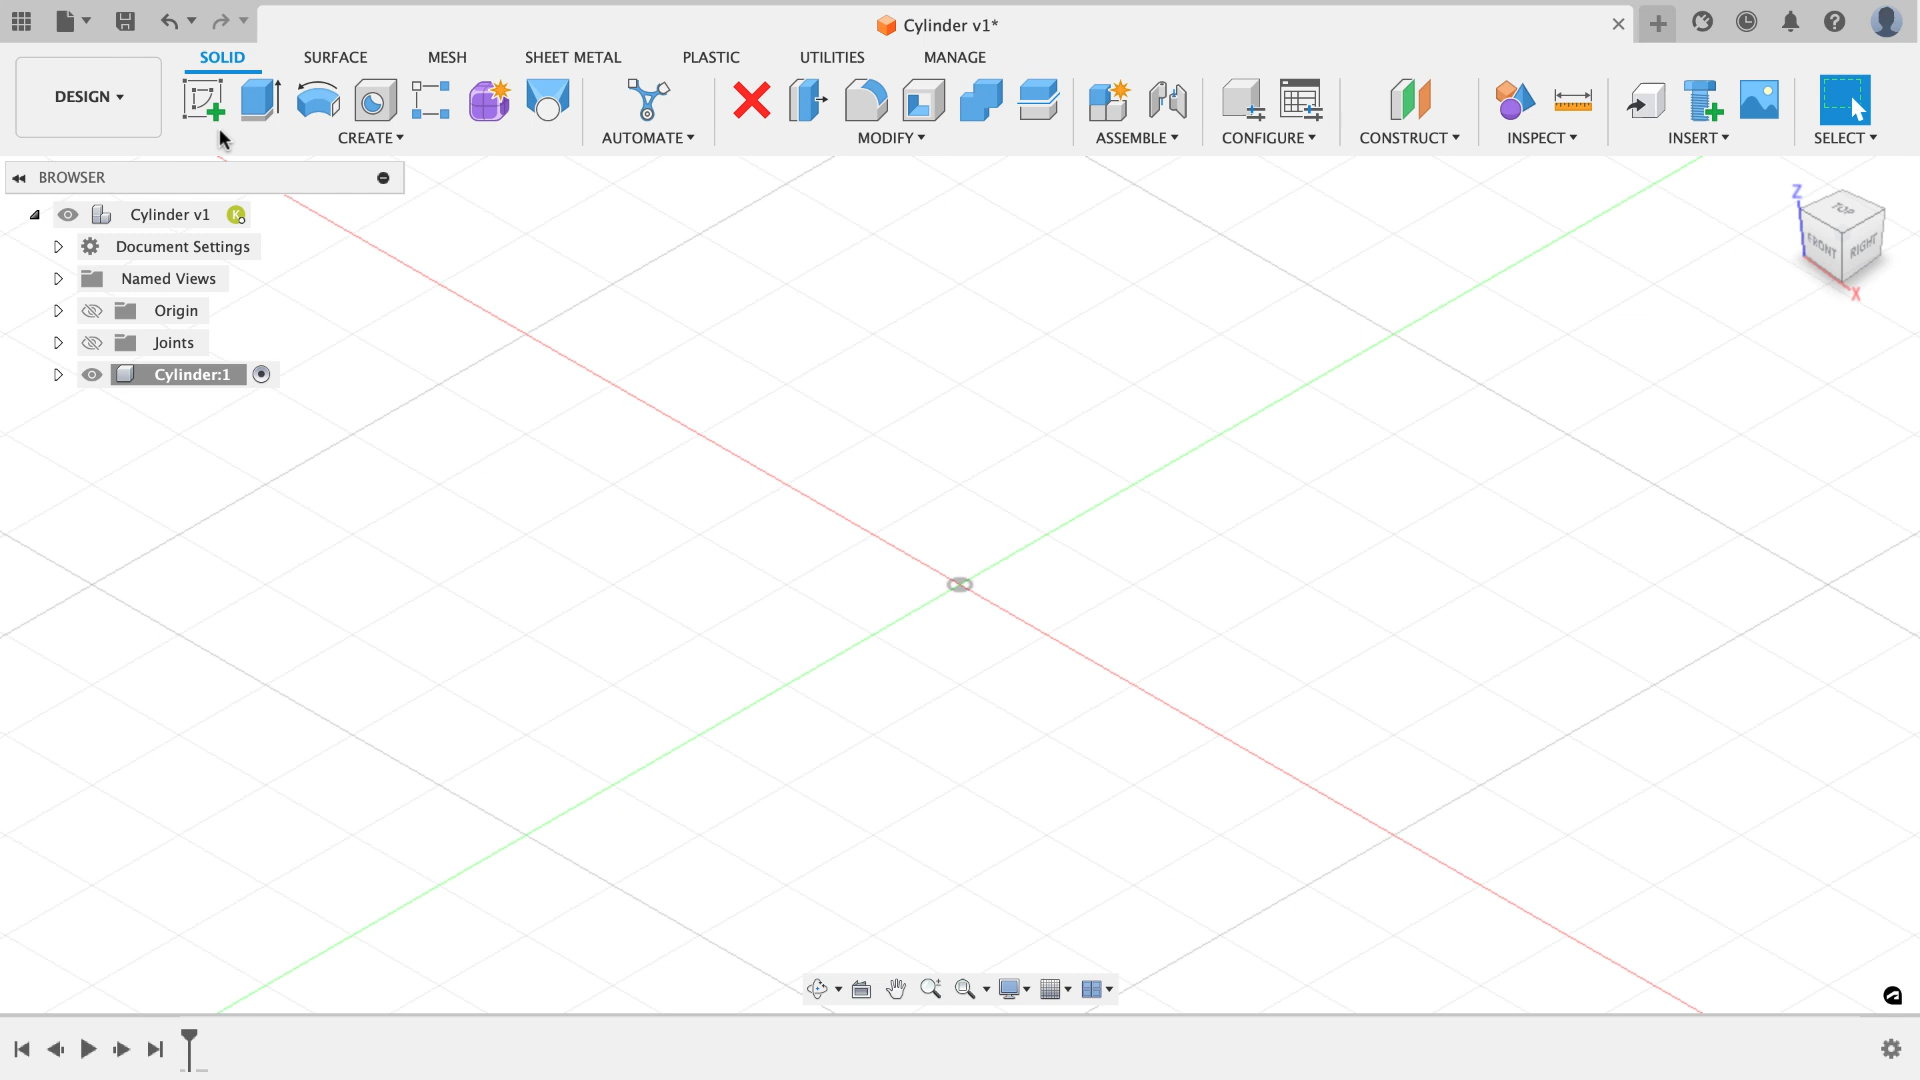 Cylinder v1*
SOLID SURFACE MESH SHEET METAL PLASTIC UTILITIES MANAGE
DESIGN
CREATE AUTOMATE MODIFY ASSEMBLE CONFIGURE CONSTRUCT INSPECT INSERT SELECT
BROWSER
Cylinder v1 K
Document Settings
Named Views
Origin
Joints
Cylinder:1
Z
TOP
FRONT RIGHT
X